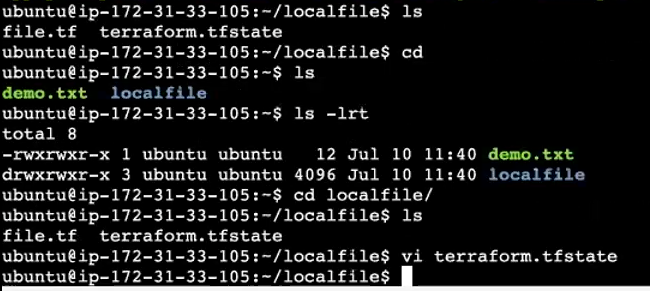 ubuntu@ip-172-31-33-105:~/localfile$ ls
file.tf  terraform.tfstate
ubuntu@ip-172-31-33-105:~/localfile$ cd
ubuntu@ip-172-31-33-105:~$ ls
demo.txt  localfile
ubuntu@ip-172-31-33-105:~$ ls -lrt
total 8
-rwxrwxr-x 1 ubuntu ubuntu   12 Jul 10 11:40 demo.txt
drwxrwxr-x 3 ubuntu ubuntu 4096 Jul 10 11:40 localfile
ubuntu@ip-172-31-33-105:~$ cd localfile/
ubuntu@ip-172-31-33-105:~/localfile$ ls
file.tf  terraform.tfstate
ubuntu@ip-172-31-33-105:~/localfile$ vi terraform.tfstate
ubuntu@ip-172-31-33-105:~/localfile$